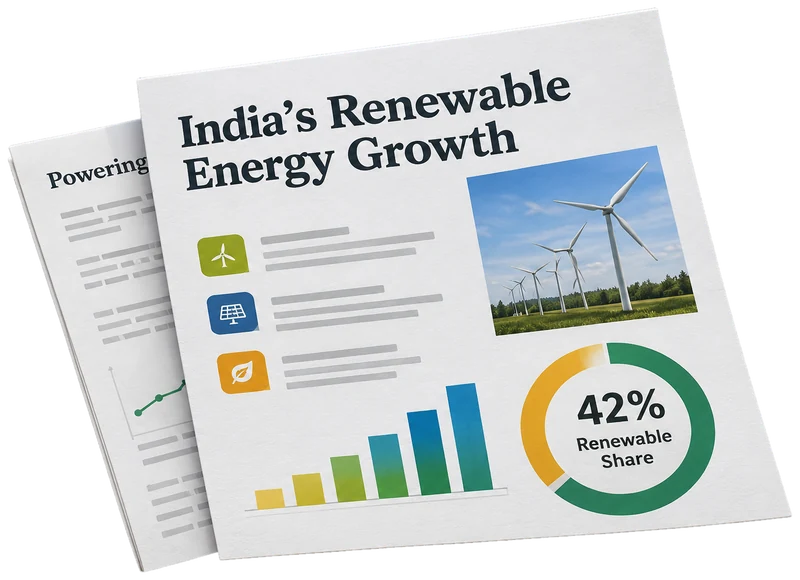 India's Renewable
Energy Growth
Powering
42%
Renewable
Share